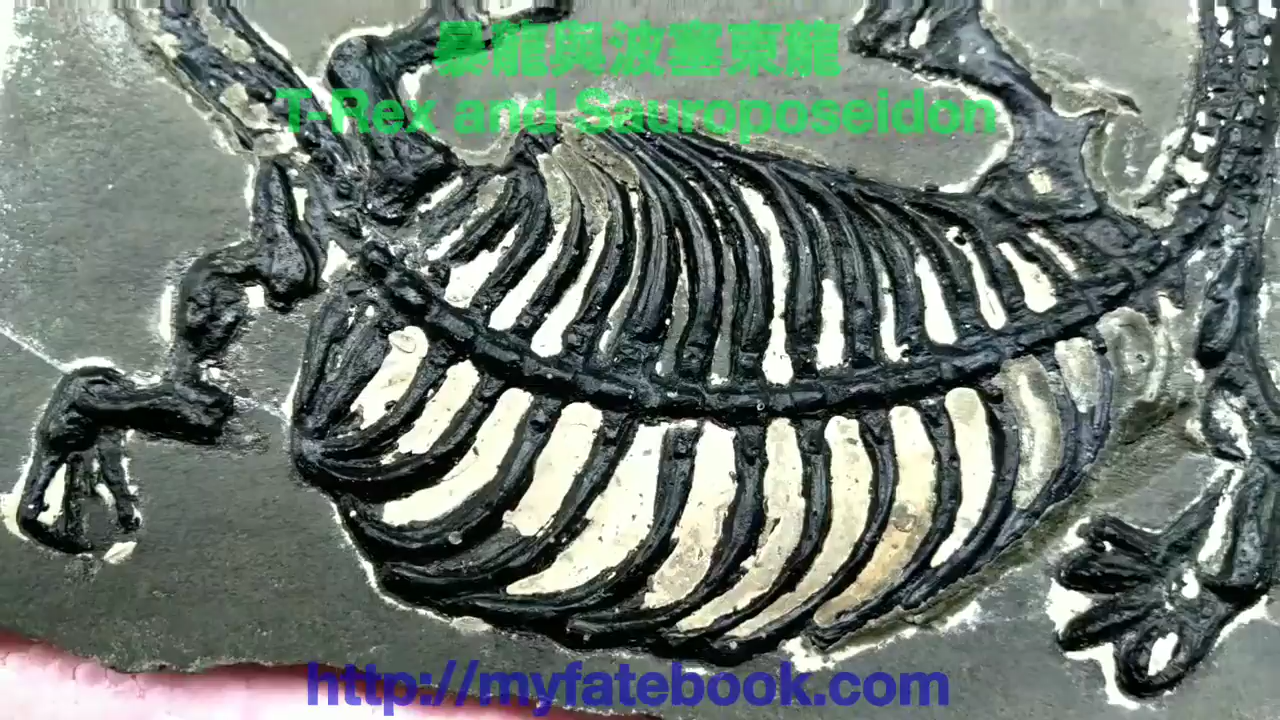 暴龍與波塞東龍
T-Rex and Sauroposeidon
http://myfatebook.com